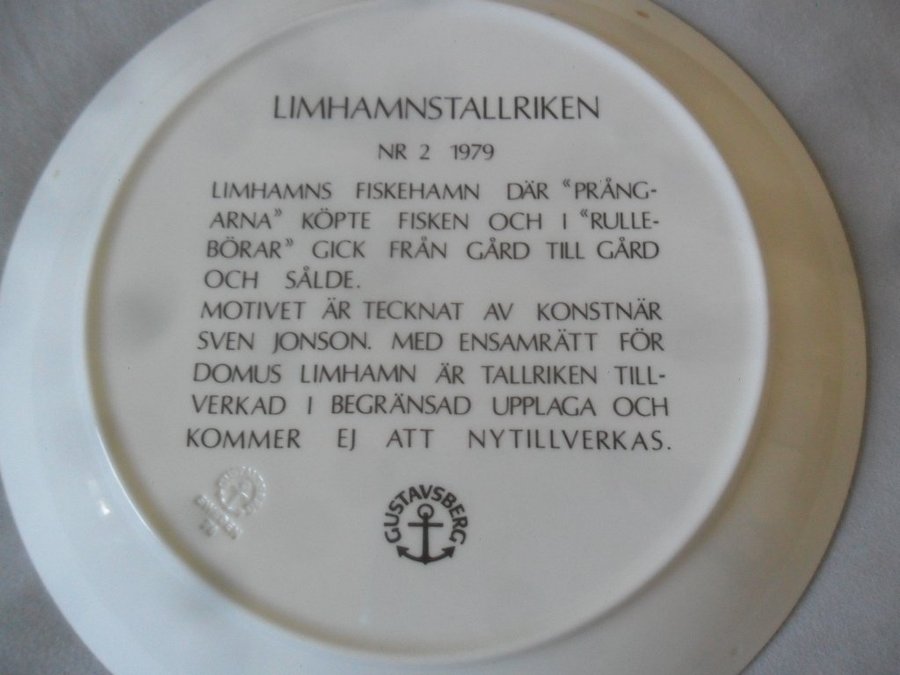 LIMHAMNSTALLRIKEN
NR 2 1979
LIMHAMNS FISKEHAMN DÄR “PRÅNG-
ARNA” KÖPTE FISKEN OCH I “RULLE-
BÖRAR” GICK FRÅN GÅRD TILL GÅRD
OCH SÅLDE.
MOTIVET ÄR TECKNAT AV KONSTNÄR
SVEN JONSON. MED ENSAMRÄTT FÖR
DOMUS LIMHAMN ÄR TALLRIKEN TILL-
VERKAD I BEGRÄNSAD UPPLAGA OCH
KOMMER EJ ATT NYTILLVERKAS.
GUSTAVSBERG